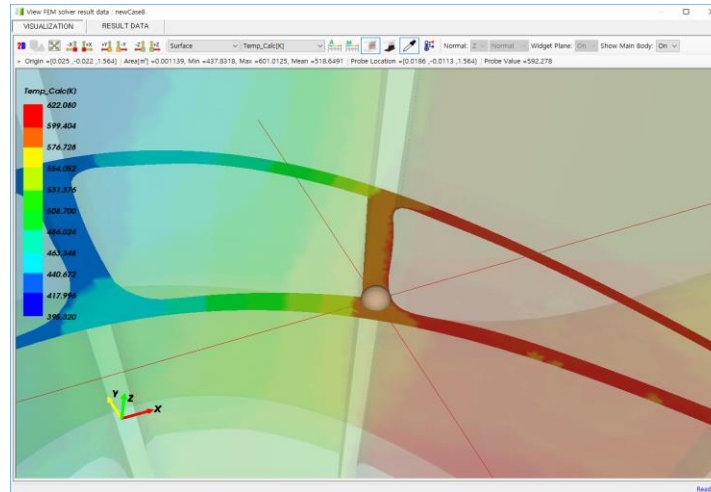 View FEM solver result data : newCase8
VISUALIZATION RESULT DATA
Surface Temp_Calc(K) Normal: Z Normal Widget Plane: On Show Main Body: On
Origin =[0.025 ,-0.022 ,1.564] Area[㎡] =0.001139, Min =437.8318, Max =601.0125, Mean =518.6491 Probe Location =[0.0186 ,-0.0113 ,1.564] Probe Value =592.278
Temp_Calc(K)
622.080
599.404
576.728
554.052
531.376
508.700
486.024
463.348
440.672
417.996
395.320
Y
Z
X
Read